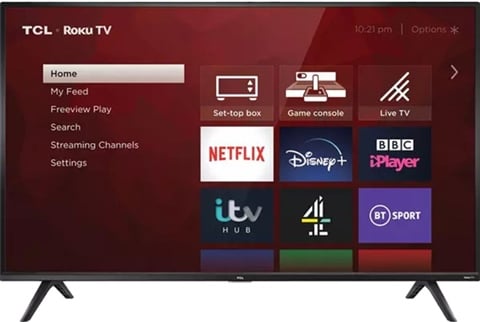 TCL • Roku TV
10:21 pm | Options
Home
My Feed
Freeview Play
Search
Streaming Channels
Settings
Set-top box
Game console
Live TV
NETFLIX
Disney+
BBC
iPlayer
itv
HUB
4
BT SPORT
TCL